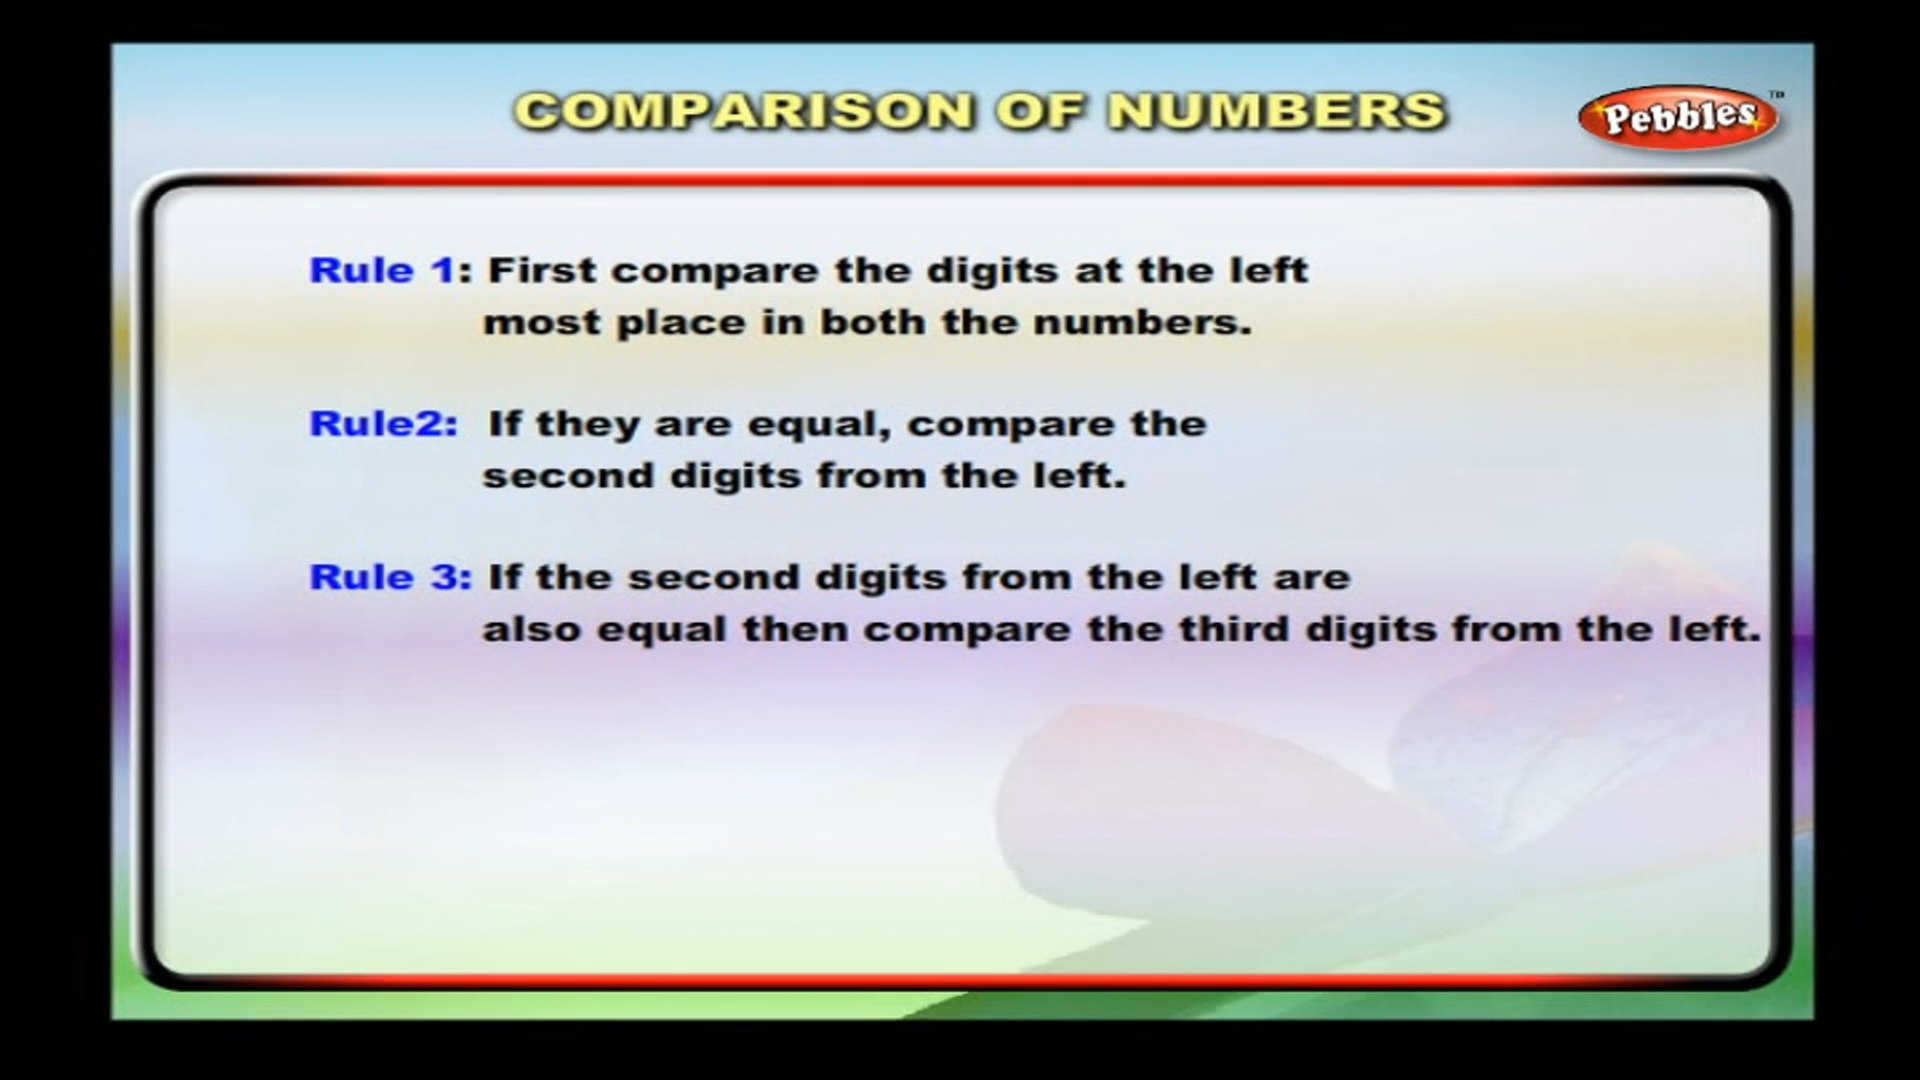 COMPARISON OF NUMBERS
Pebbles™
Rule 1: First compare the digits at the left
most place in both the numbers.
Rule2: If they are equal, compare the
second digits from the left.
Rule 3: If the second digits from the left are
also equal then compare the third digits from the left.